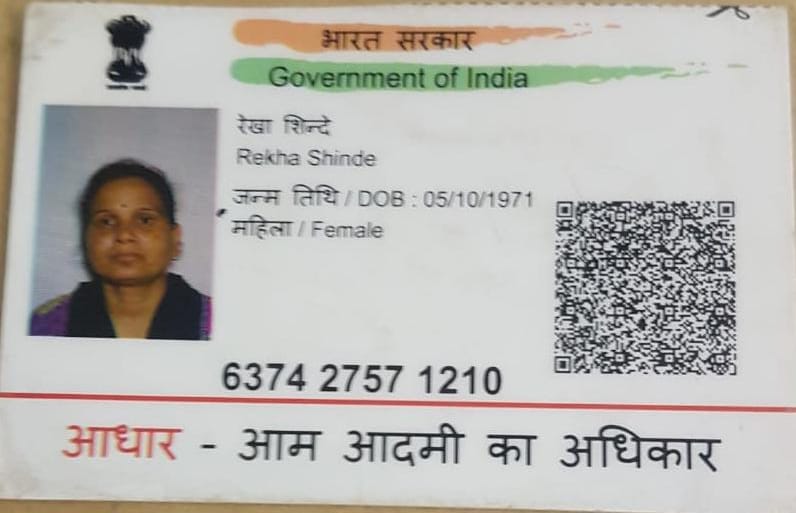 भारत सरकार
Government of India
रेखा शिन्दे
Rekha Shinde
जन्म तिथि / DOB : 05/10/1971
महिला / Female
6374 2757 1210
आधार - आम आदमी का अधिकार